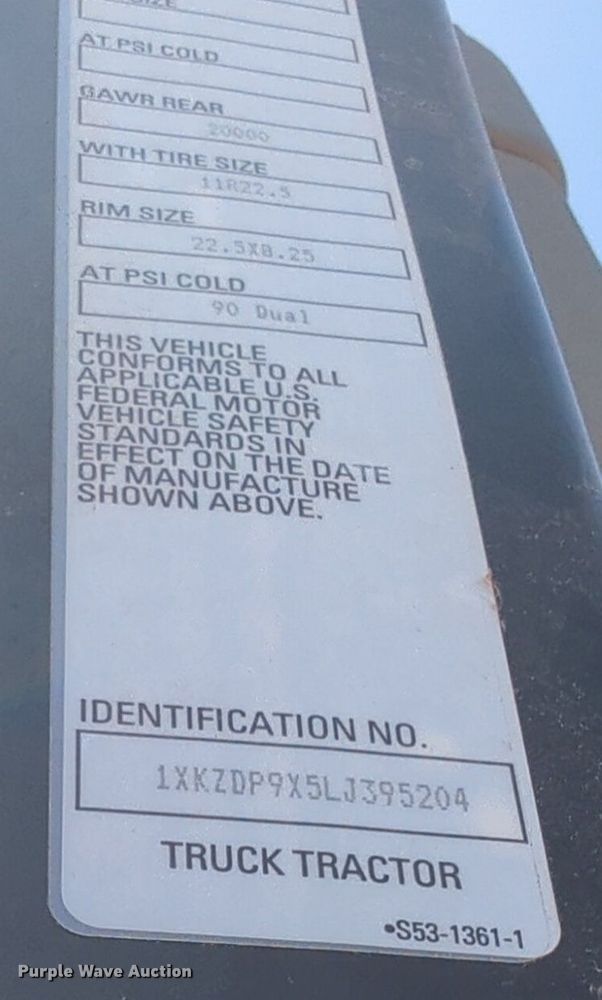 AT PSI COLD
GAWR REAR
20000
WITH TIRE SIZE
11R22.5
RIM SIZE
22.5X8.25
AT PSI COLD
90 Dual
THIS VEHICLE
CONFORMS TO ALL
APPLICABLE U.S.
FEDERAL MOTOR
VEHICLE SAFETY
STANDARDS IN
EFFECT ON THE DATE
OF MANUFACTURE
SHOWN ABOVE.
IDENTIFICATION NO.
1XKZDP9X5LJ395204
TRUCK TRACTOR
•S53-1361-1
Purple Wave Auction